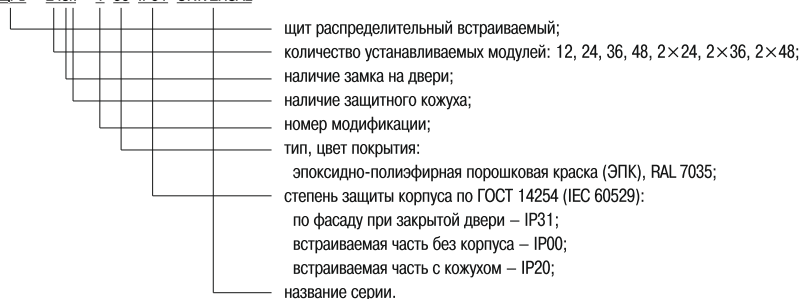 щит распределительный встраиваемый;
количество устанавливаемых модулей: 12, 24, 36, 48, 2×24, 2×36, 2×48;
наличие замка на двери;
наличие защитного кожуха;
номер модификации;
тип, цвет покрытия:
эпоксидно-полиэфирная порошковая краска (ЭПК), RAL 7035;
степень защиты корпуса по ГОСТ 14254 (IEC 60529):
по фасаду при закрытой двери – IP31;
встраиваемая часть без корпуса – IP00;
встраиваемая часть с кожухом – IP20;
название серии.